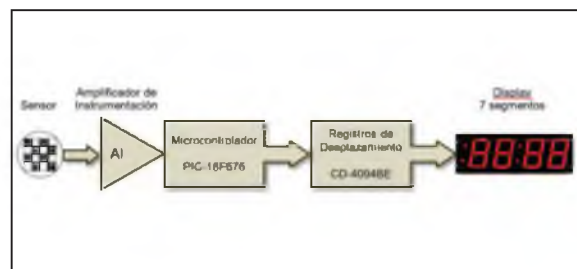 Sensor
Amplificador de
Instrumentación
AI
Microcontrolador
PIC-16F676
Registros de
Desplazamiento
CD-4094BE
Display
7 segmentos
88:88